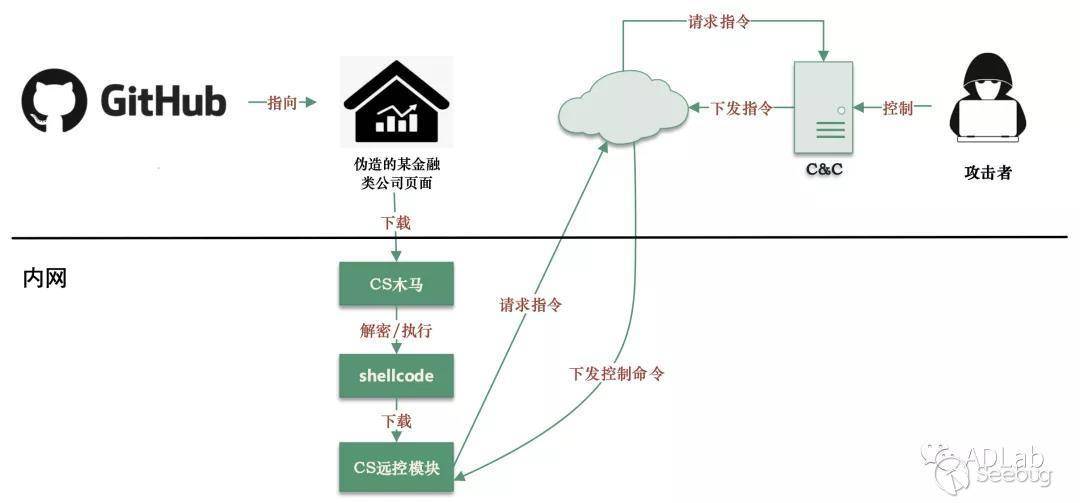 请求指令
GitHub
指向
下发指令
控制
伪造的某金融
类公司页面
C&C
攻击者
下载
内网
CS木马
请求指令
解密/执行
shellcode
下发控制命令
下载
CS远控模块
ADLab
Seebug